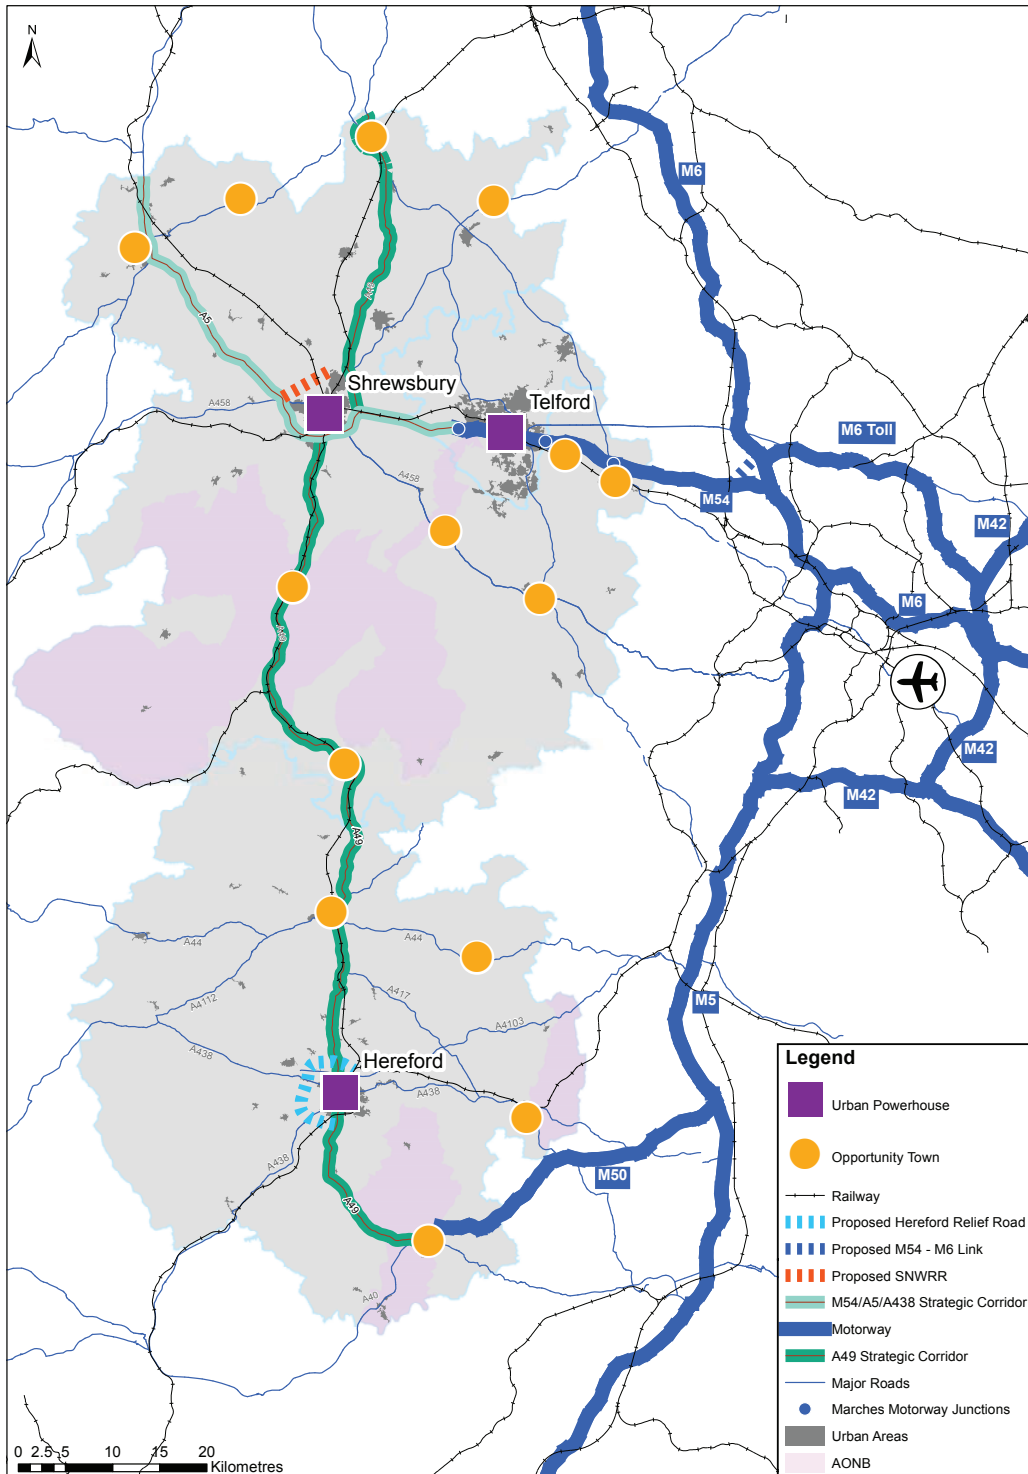 N
M6
A49
A5
Shrewsbury
Telford
M6 Toll
A458
M54
M42
A458
M6
A49
M42
M42
A49
A44
A44
A417
A4112
M5
A4103
A438
Hereford
A438
A438
M50
A49
A40
0 2.5 5 10 15 20
Kilometres
Legend
Urban Powerhouse
Opportunity Town
Railway
Proposed Hereford Relief Road
Proposed M54 - M6 Link
Proposed SNWRR
M54/A5/A438 Strategic Corridor
Motorway
A49 Strategic Corridor
Major Roads
Marches Motorway Junctions
Urban Areas
AONB